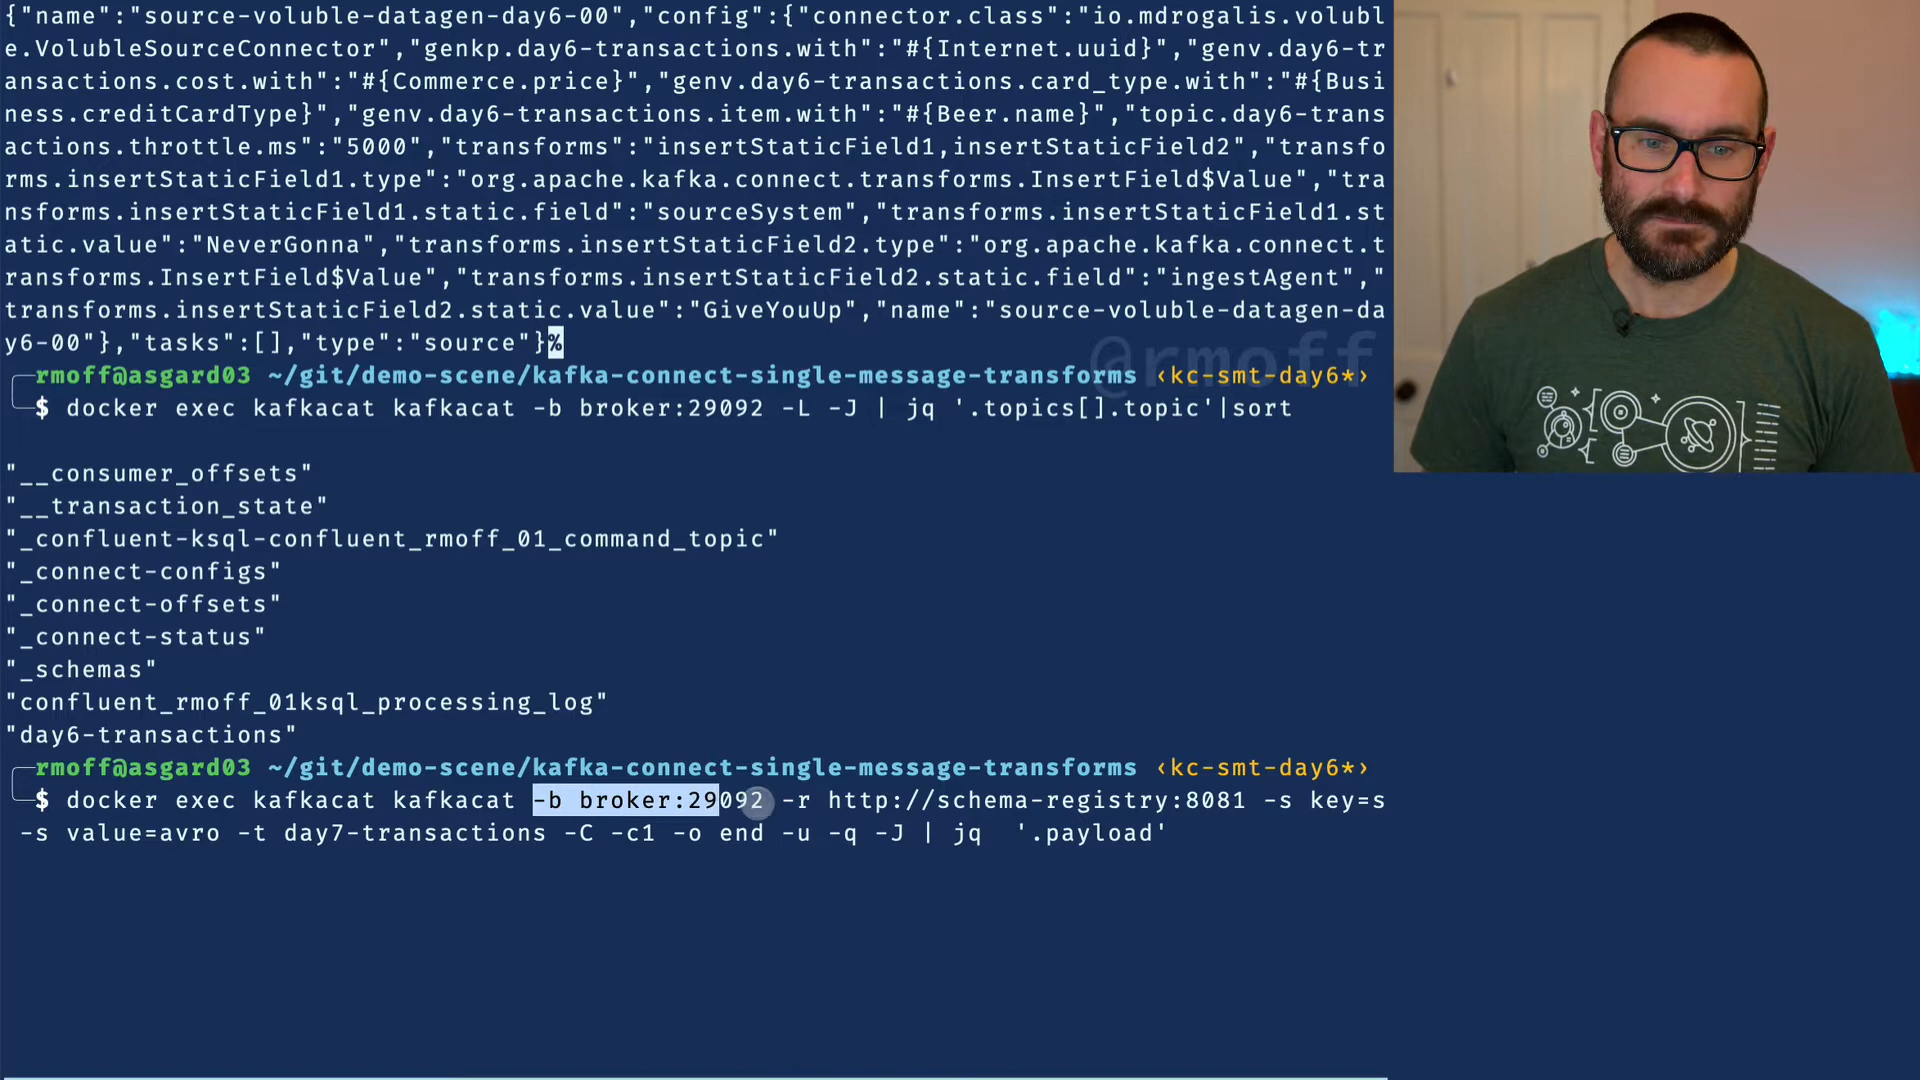 {"name":"source-voluble-datagen-day6-00","config":{"connector.class":"io.mdrogalis.volubl
e.VolubleSourceConnector","genkp.day6-transactions.with":"#{Internet.uuid}","genv.day6-tr
ansactions.cost.with":"#{Commerce.price}","genv.day6-transactions.card_type.with":"#{Busi
ness.creditCardType}","genv.day6-transactions.item.with":"#{Beer.name}","topic.day6-trans
actions.throttle.ms":"5000","transforms":"insertStaticField1,insertStaticField2","transfo
rms.insertStaticField1.type":"org.apache.kafka.connect.transforms.InsertField$Value","tra
nsforms.insertStaticField1.static.field":"sourceSystem","transforms.insertStaticField1.st
atic.value":"NeverGonna","transforms.insertStaticField2.type":"org.apache.kafka.connect.t
ransforms.InsertField$Value","transforms.insertStaticField2.static.field":"ingestAgent","
transforms.insertStaticField2.static.value":"GiveYouUp","name":"source-voluble-datagen-da
y6-00"},"tasks":[],"type":"source"}%
@rmoff
rmoff@asgard03 ~/git/demo-scene/kafka-connect-single-message-transforms ‹kc-smt-day6*›
$ docker exec kafkacat kafkacat -b broker:29092 -L -J | jq '.topics[].topic'|sort
"__consumer_offsets"
"__transaction_state"
"_confluent-ksql-confluent_rmoff_01_command_topic"
"_connect-configs"
"_connect-offsets"
"_connect-status"
"_schemas"
"confluent_rmoff_01ksql_processing_log"
"day6-transactions"
rmoff@asgard03 ~/git/demo-scene/kafka-connect-single-message-transforms ‹kc-smt-day6*›
$ docker exec kafkacat kafkacat -b broker:29092 -r http://schema-registry:8081 -s key=s
-s value=avro -t day7-transactions -C -c1 -o end -u -q -J | jq  '.payload'